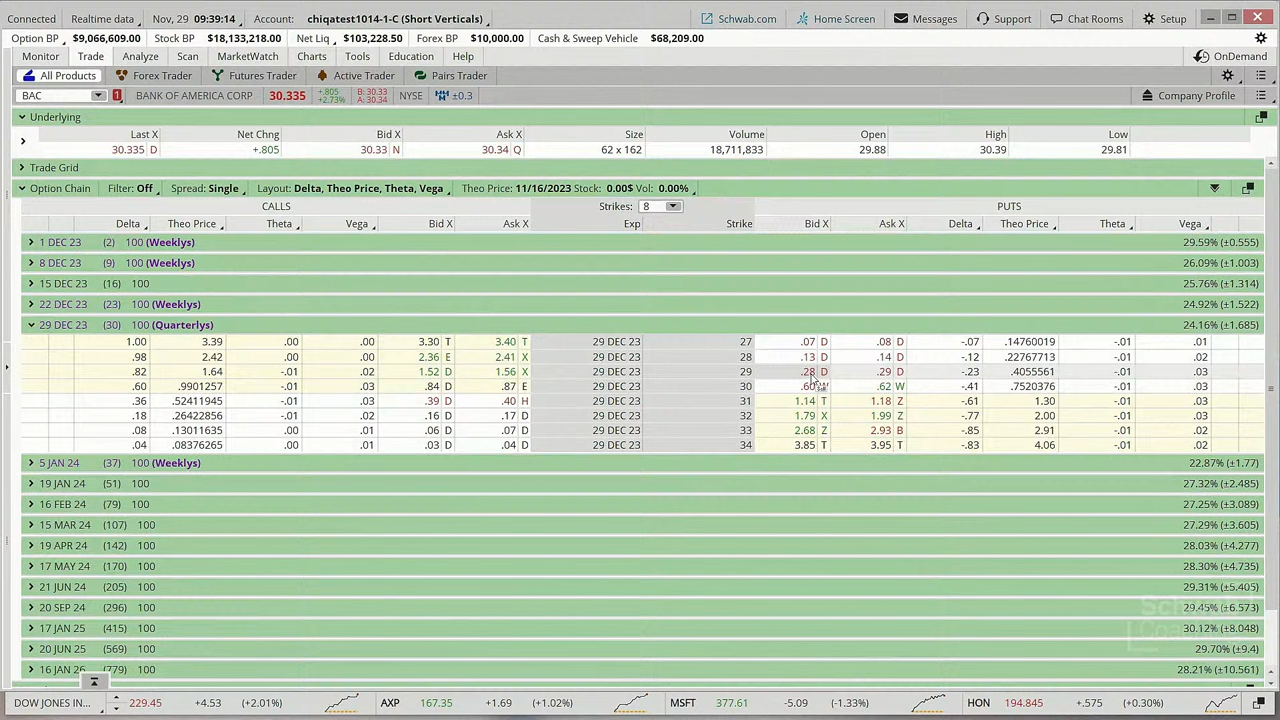 Connected Realtime data Nov, 29 09:39:14 Account: chiqatest1014-1-C (Short Verticals) Schwab.com Home Screen Messages Support Chat Rooms Setup
Option BP $9,066,609.00 Stock BP $18,133,218.00 Net Liq $103,228.50 Forex BP $10,000.00 Cash & Sweep Vehicle $68,209.00
Monitor Trade Analyze Scan MarketWatch Charts Tools Education Help OnDemand
All Products Forex Trader Futures Trader Active Trader Pairs Trader
BAC 1 BANK OF AMERICA CORP 30.335 +.805 +2.73% B: 30.33 A: 30.34 NYSE ±0.3 Company Profile
Underlying
Last X Net Chng Bid X Ask X Size Volume Open High Low
30.335 D +.805 30.33 N 30.34 Q 62 x 162 18,711,833 29.88 30.39 29.81
Trade Grid
Option Chain Filter: Off Spread: Single Layout: Delta, Theo Price, Theta, Vega Theo Price: 11/16/2023 Stock: 0.00$ Vol: 0.00%
CALLS Strikes: 8 PUTS
Delta Theo Price Theta Vega Bid X Ask X Exp Strike Bid X Ask X Delta Theo Price Theta Vega
1 DEC 23 (2) 100 (Weeklys) 29.59% (±0.555)
8 DEC 23 (9) 100 (Weeklys) 26.09% (±1.003)
15 DEC 23 (16) 100 25.76% (±1.314)
22 DEC 23 (23) 100 (Weeklys) 24.92% (±1.522)
29 DEC 23 (30) 100 (Quarterlys) 24.16% (±1.685)
1.00 3.39 .00 .00 3.30 T 3.40 T 29 DEC 23 27 .07 D .08 D -.07 .14760019 -.01 .01
.98 2.42 .00 .00 2.36 E 2.41 X 29 DEC 23 28 .13 D .14 D -.12 .22767713 -.01 .02
.82 1.64 -.01 .02 1.52 D 1.56 X 29 DEC 23 29 .28 D .29 D -.23 .4055561 -.01 .03
.60 .9901257 -.01 .03 .84 D .87 E 29 DEC 23 30 .62 W -.41 .7520376 -.01 .03
.36 .52411945 -.01 .03 .39 D .40 H 29 DEC 23 31 1.14 T 1.18 Z -.61 1.30 -.01 .03
.18 .26422856 -.01 .02 .16 D .17 D 29 DEC 23 32 1.79 X 1.99 Z -.77 2.00 -.01 .03
.08 .13011635 .00 .01 .06 D .07 D 29 DEC 23 33 2.68 Z 2.93 B -.85 2.91 -.01 .02
.04 .08376265 .00 .01 .03 D .04 D 29 DEC 23 34 3.85 T 3.95 T -.83 4.06 -.01 .02
5 JAN 24 (37) 100 (Weeklys) 22.87% (±1.77)
19 JAN 24 (51) 100 27.32% (±2.485)
16 FEB 24 (79) 100 27.25% (±3.089)
15 MAR 24 (107) 100 27.29% (±3.605)
19 APR 24 (142) 100 28.03% (±4.277)
17 MAY 24 (170) 100 28.30% (±4.735)
21 JUN 24 (205) 100 29.31% (±5.405)
20 SEP 24 (296) 100 29.45% (±6.573)
17 JAN 25 (415) 100 30.12% (±8.048)
20 JUN 25 (569) 100 29.70% (±9.4)
16 JAN 26 (779) 100 28.21% (±10.561)
DOW JONES IN... 229.45 +4.53 (+2.01%) AXP 167.35 +1.69 (+1.02%) MSFT 377.61 -5.09 (-1.33%) HON 194.845 +.575 (+0.30%)